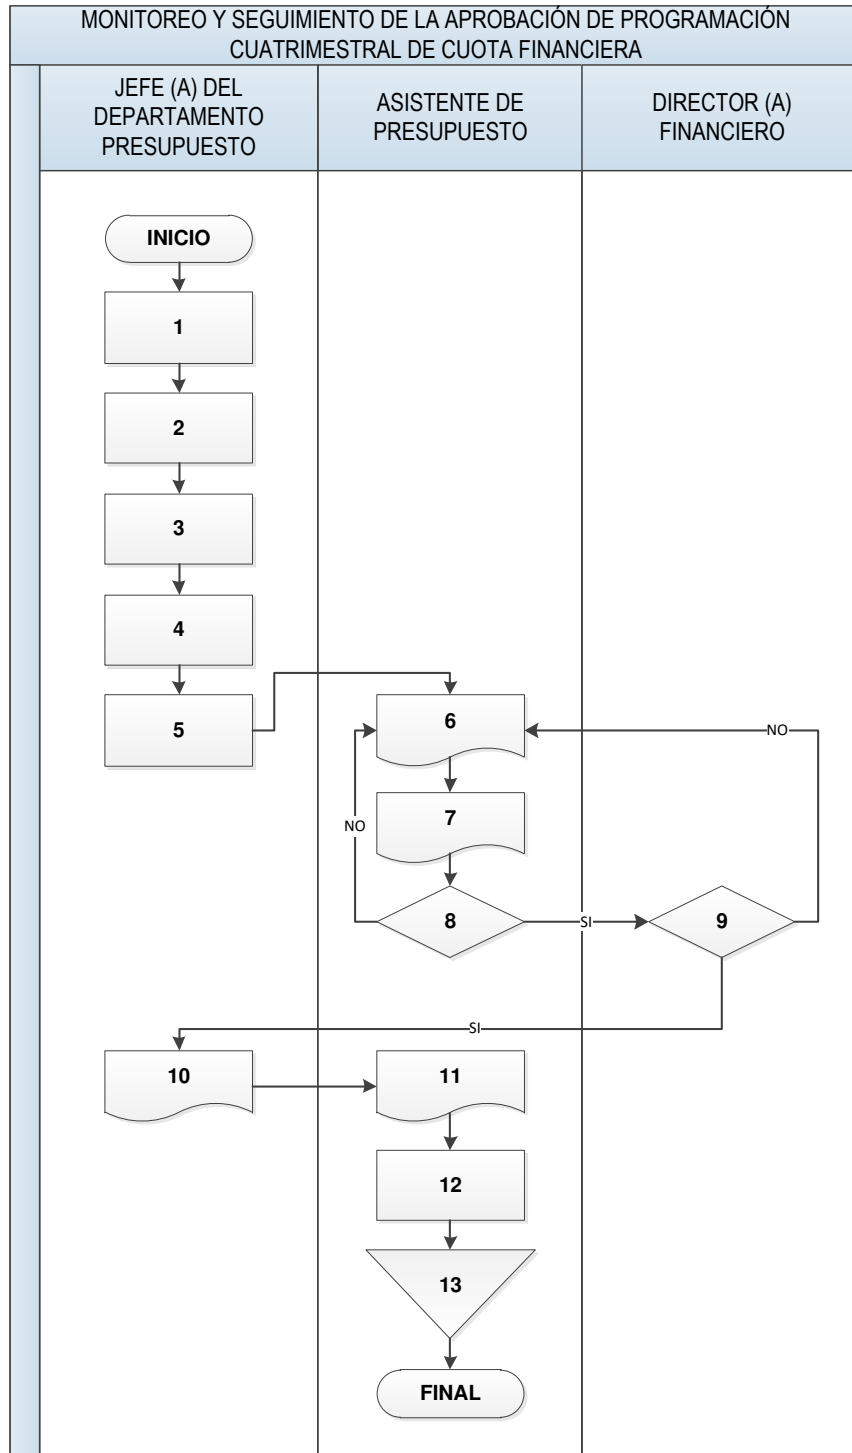 MONITOREO Y SEGUIMIENTO DE LA APROBACIÓN DE PROGRAMACIÓN
CUATRIMESTRAL DE CUOTA FINANCIERA
JEFE (A) DEL
DEPARTAMENTO
PRESUPUESTO
ASISTENTE DE
PRESUPUESTO
DIRECTOR (A)
FINANCIERO
INICIO
1
2
3
4
5
6
NO
7
NO
8
SI
9
SI
10
11
12
13
FINAL